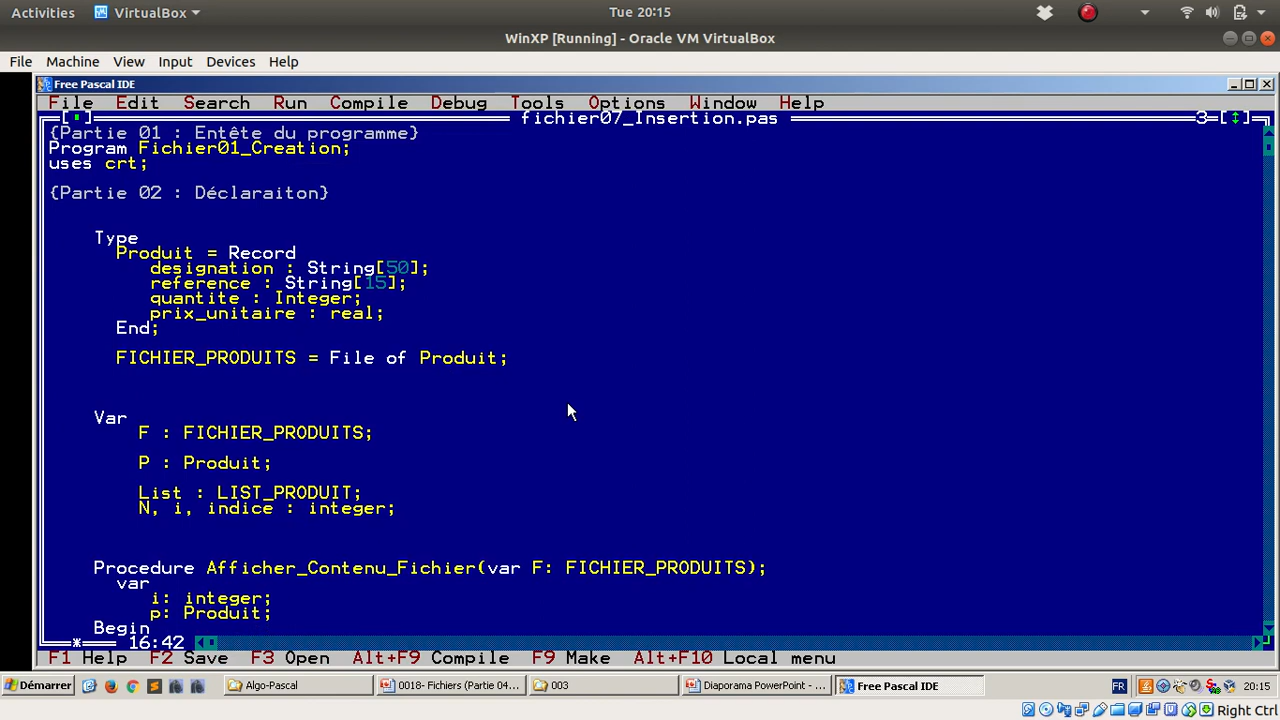 Activities VirtualBox Tue 20:15
WinXP [Running] - Oracle VM VirtualBox
File Machine View Input Devices Help
Free Pascal IDE
File Edit Search Run Compile Debug Tools Options Window Help
fichier07_Insertion.pas 3
{Partie 01 : Entête du programme}
Program Fichier01_Creation;
uses crt;
{Partie 02 : Déclaraiton}
Type
Produit = Record
designation : String[50];
reference : String[15];
quantite : Integer;
prix_unitaire : real;
End;
FICHIER_PRODUITS = File of Produit;
Var
F : FICHIER_PRODUITS;
P : Produit;
List : LIST_PRODUIT;
N, i, indice : integer;
Procedure Afficher_Contenu_Fichier(var F: FICHIER_PRODUITS);
var
i: integer;
p: Produit;
Begin
* 16:42
F1 Help F2 Save F3 Open Alt+F9 Compile F9 Make Alt+F10 Local menu
Démarrer Algo-Pascal 0018- Fichiers (Partie 04... 003 Diaporama PowerPoint - ... Free Pascal IDE FR 20:15
Right Ctrl